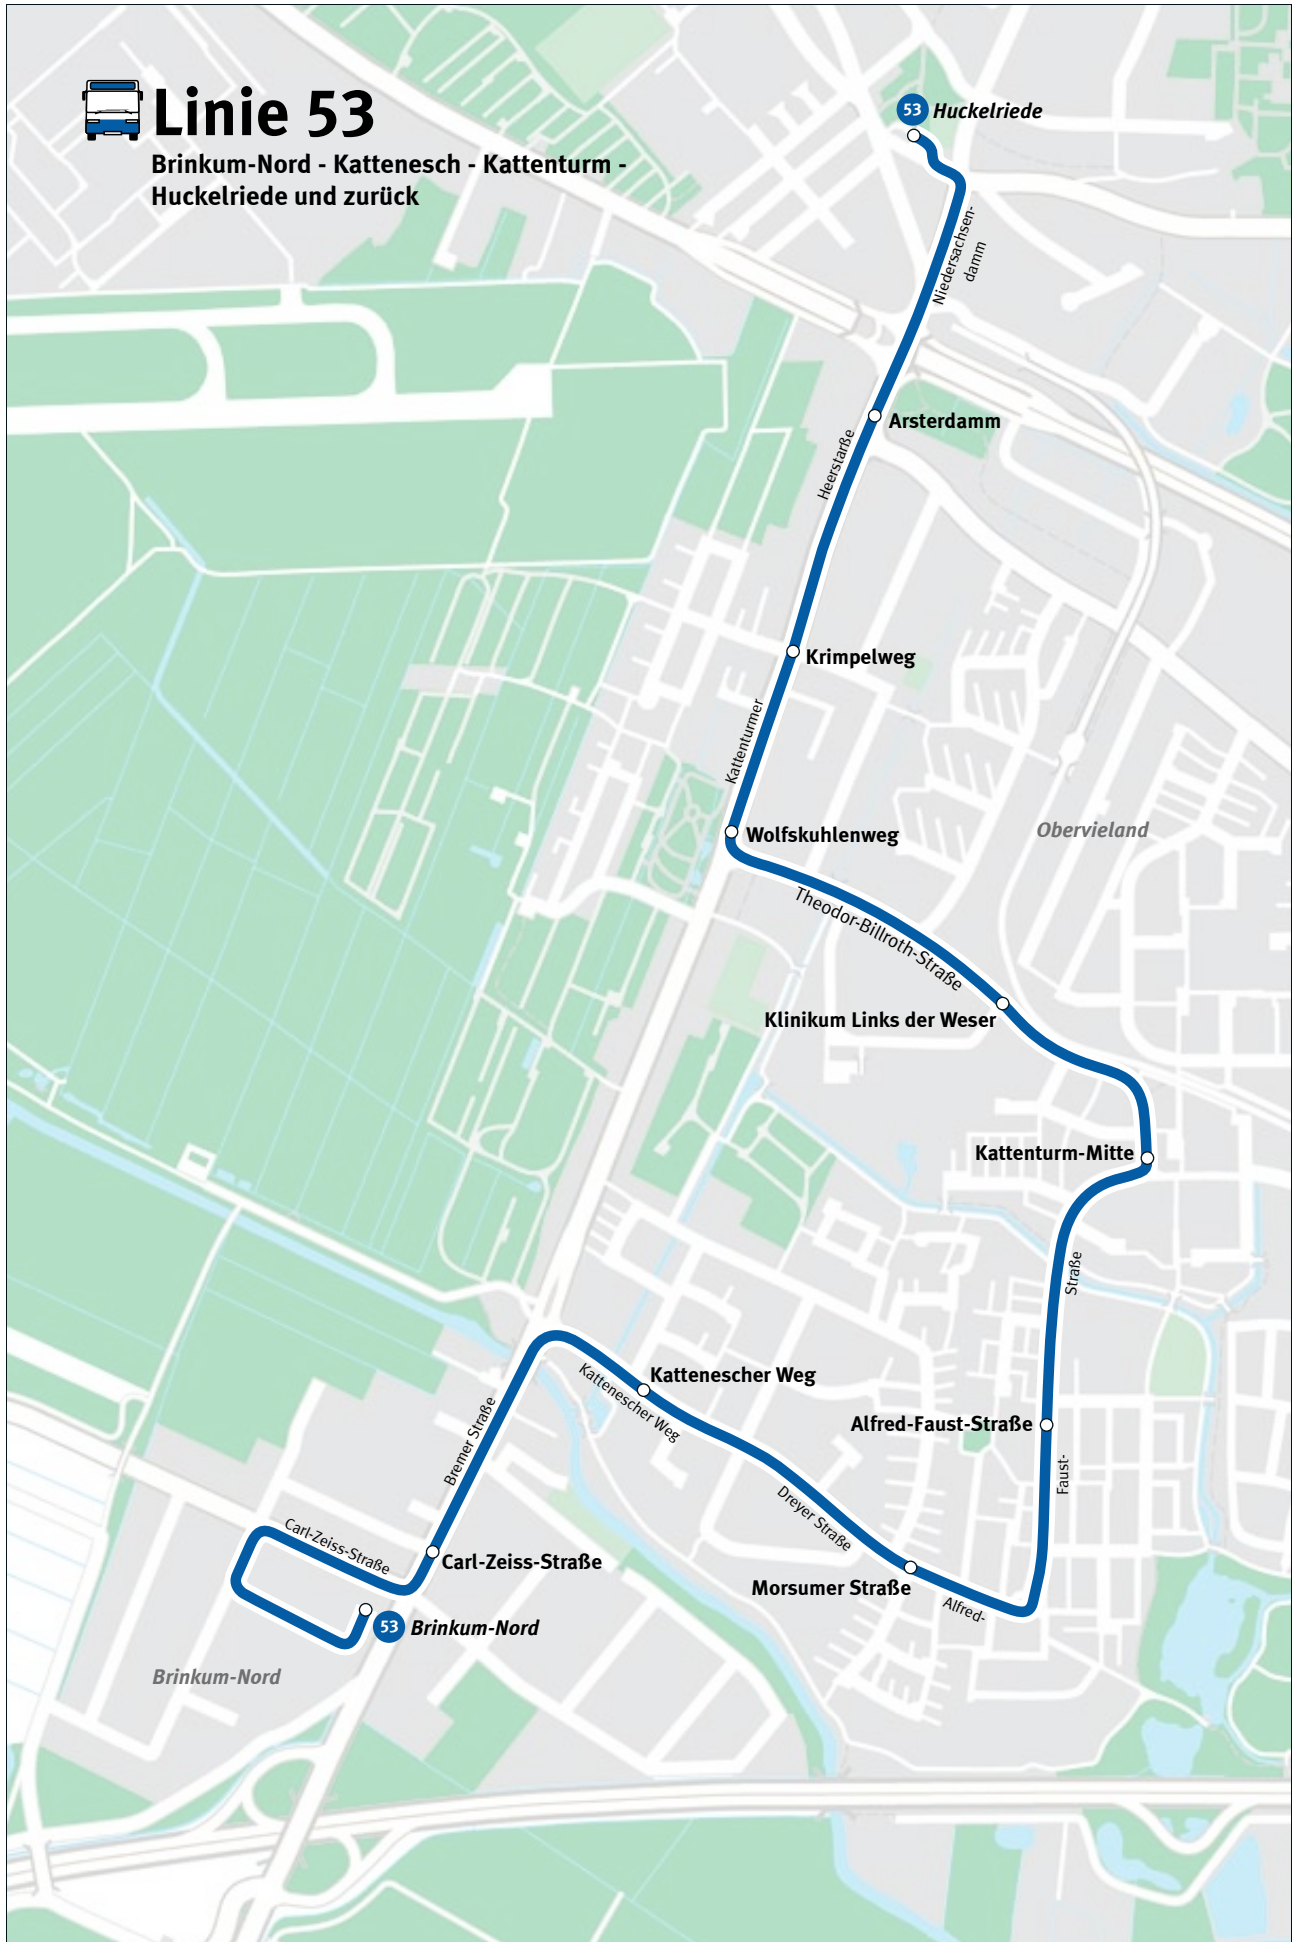 Linie 53
Brinkum-Nord - Kattenesch - Kattenturm -
Huckelriede und zurück
53 Huckelriede
Niedersachsen-
damm
Arsterdamm
Heerstarße
Krimpelweg
Kattenturmer
Wolfskuhlenweg
Obervieland
Theodor-Billroth-Straße
Klinikum Links der Weser
Kattenturm-Mitte
Straße
Kattenescher Weg
Kattenescher Weg
Alfred-Faust-Straße
Bremer Straße
Faust-
Dreyer Straße
Carl-Zeiss-Straße
Carl-Zeiss-Straße
Morsumer Straße
Alfred-
53 Brinkum-Nord
Brinkum-Nord